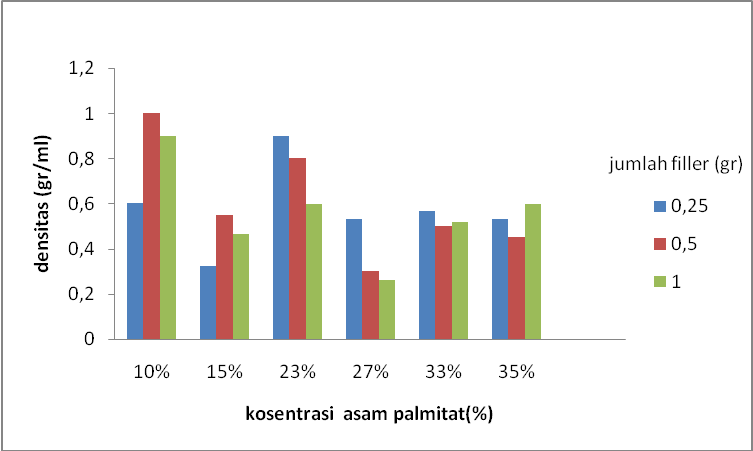 1,2
1
0,8
0,6
0,4
0,2
0
densitas (gr/ml)
10% 15% 23% 27% 33% 35%
kosentrasi asam palmitat(%)
jumlah filler (gr)
0,25
0,5
1